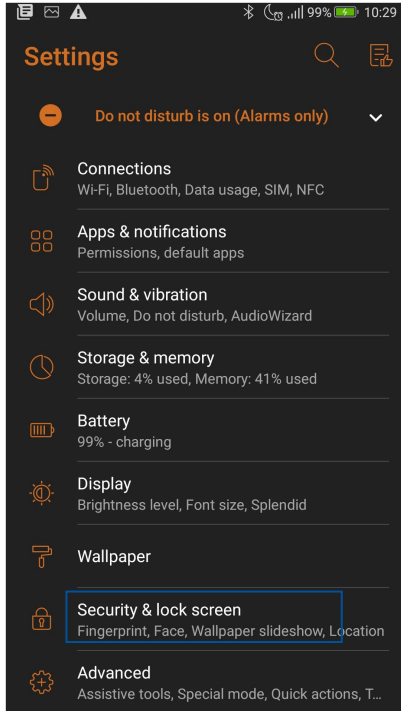 99% 10:29
Settings
Do not disturb is on (Alarms only)
Connections
Wi-Fi, Bluetooth, Data usage, SIM, NFC
Apps & notifications
Permissions, default apps
Sound & vibration
Volume, Do not disturb, AudioWizard
Storage & memory
Storage: 4% used, Memory: 41% used
Battery
99% - charging
Display
Brightness level, Font size, Splendid
Wallpaper
Security & lock screen
Fingerprint, Face, Wallpaper slideshow, Location
Advanced
Assistive tools, Special mode, Quick actions, T...